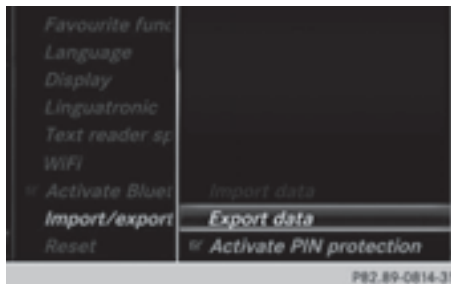 Favourite func
Language
Display
Linguatronic
Text reader sp
WiFi
Activate Bluet
Import/export
Reset
Import data
Export data
Activate PIN protection
P82.89-0814-31